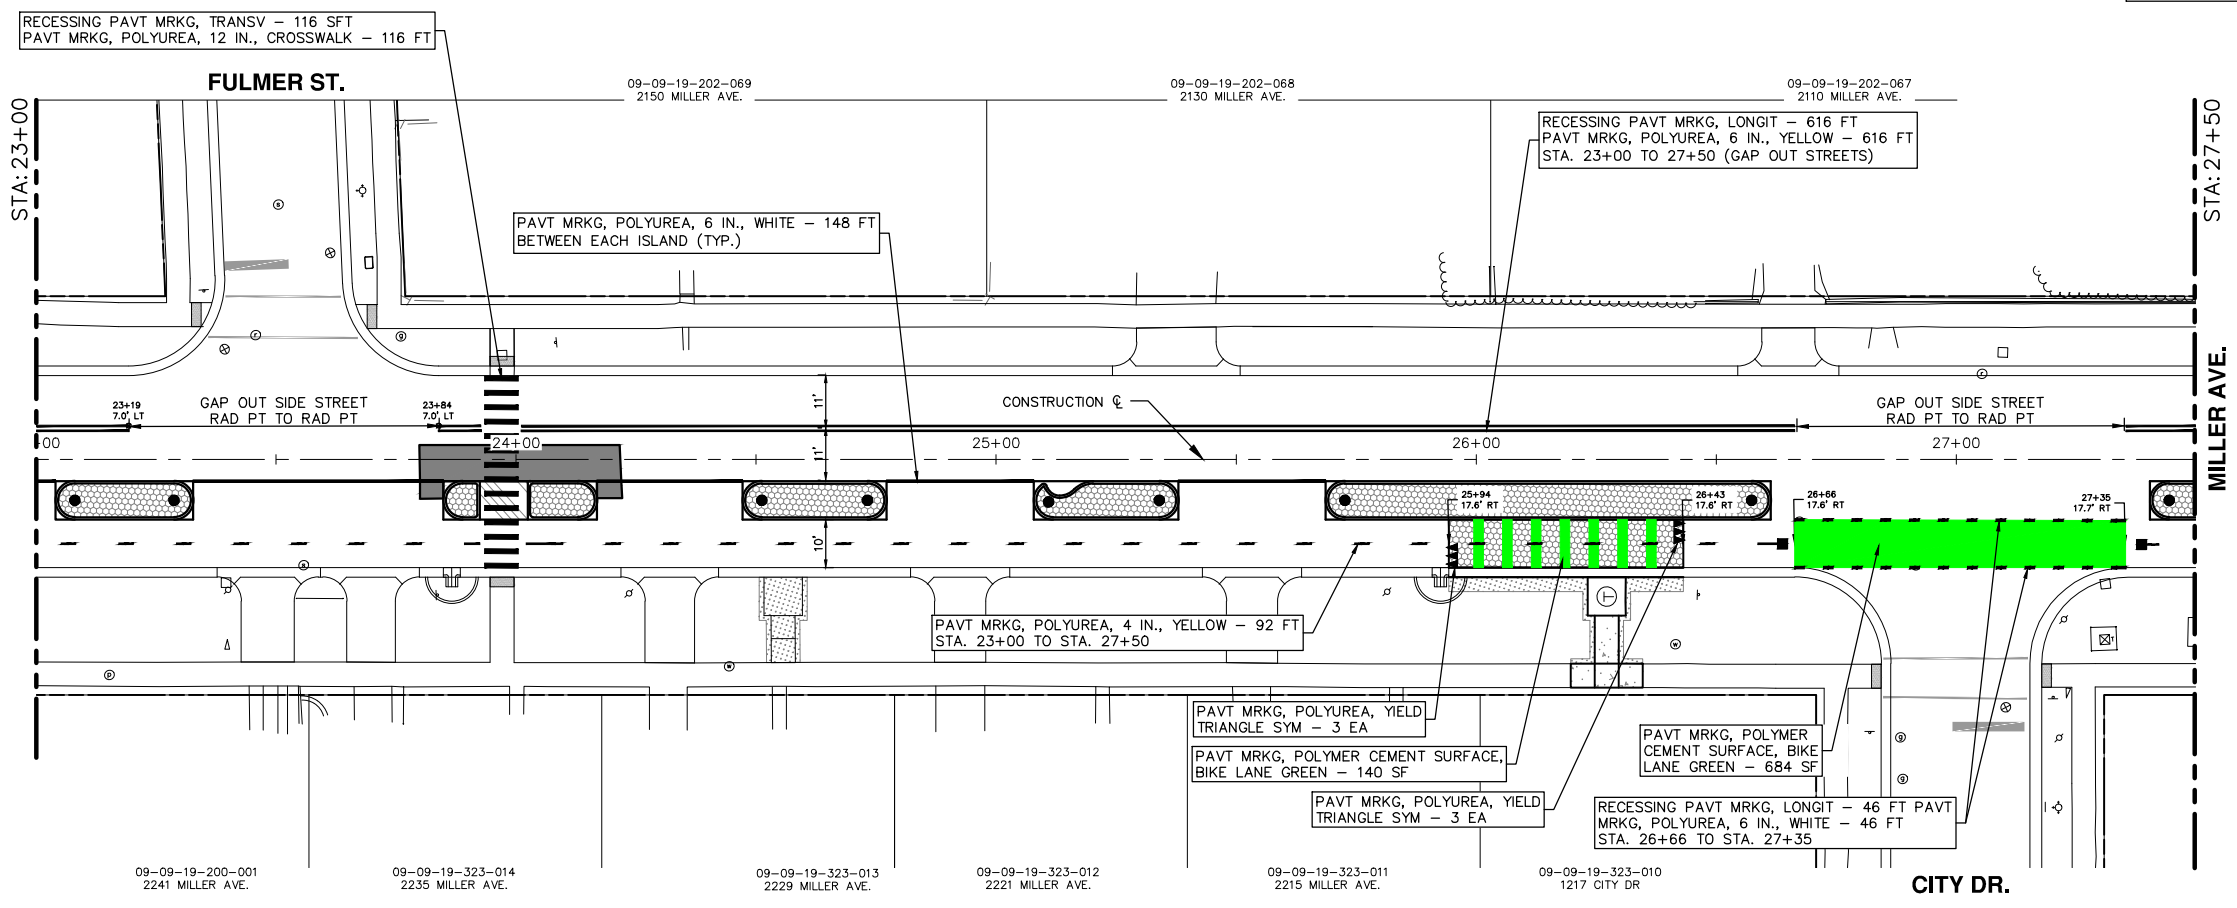 RECESSING PAVT MRKG, TRANSV – 116 SFT
PAVT MRKG, POLYUREA, 12 IN., CROSSWALK – 116 FT
FULMER ST.
09-09-19-202-069
2150 MILLER AVE.
09-09-19-202-068
2130 MILLER AVE.
09-09-19-202-067
2110 MILLER AVE.
STA: 23+00
STA: 27+50
RECESSING PAVT MRKG, LONGIT – 616 FT
PAVT MRKG, POLYUREA, 6 IN., YELLOW – 616 FT
STA. 23+00 TO 27+50 (GAP OUT STREETS)
PAVT MRKG, POLYUREA, 6 IN., WHITE – 148 FT
BETWEEN EACH ISLAND (TYP.)
MILLER AVE.
23+19
7.0' LT
GAP OUT SIDE STREET
RAD PT TO RAD PT
23+84
7.0' LT
11'
CONSTRUCTION ℄
GAP OUT SIDE STREET
RAD PT TO RAD PT
+00
24+00
11'
25+00
26+00
27+00
25+94
17.6' RT
26+43
17.6' RT
26+66
17.6' RT
27+35
17.7' RT
10'
PAVT MRKG, POLYUREA, 4 IN., YELLOW – 92 FT
STA. 23+00 TO STA. 27+50
PAVT MRKG, POLYUREA, YIELD
TRIANGLE SYM – 3 EA
PAVT MRKG, POLYMER CEMENT SURFACE,
BIKE LANE GREEN – 140 SF
PAVT MRKG, POLYUREA, YIELD
TRIANGLE SYM – 3 EA
PAVT MRKG, POLYMER
CEMENT SURFACE, BIKE
LANE GREEN – 684 SF
RECESSING PAVT MRKG, LONGIT – 46 FT PAVT
MRKG, POLYUREA, 6 IN., WHITE – 46 FT
STA. 26+66 TO STA. 27+35
09-09-19-200-001
2241 MILLER AVE.
09-09-19-323-014
2235 MILLER AVE.
09-09-19-323-013
2229 MILLER AVE.
09-09-19-323-012
2221 MILLER AVE.
09-09-19-323-011
2215 MILLER AVE.
09-09-19-323-010
1217 CITY DR
CITY DR.